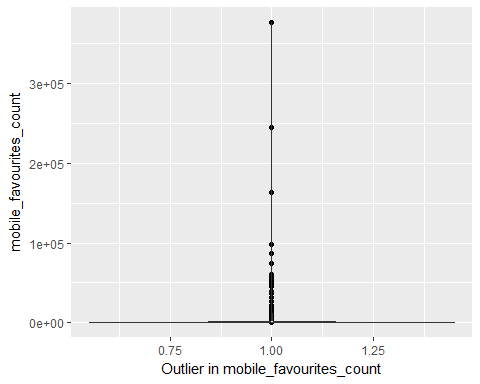 mobile_favourites_count
3e+05
2e+05
1e+05
0e+00
0.75 1.00 1.25
Outlier in mobile_favourites_count